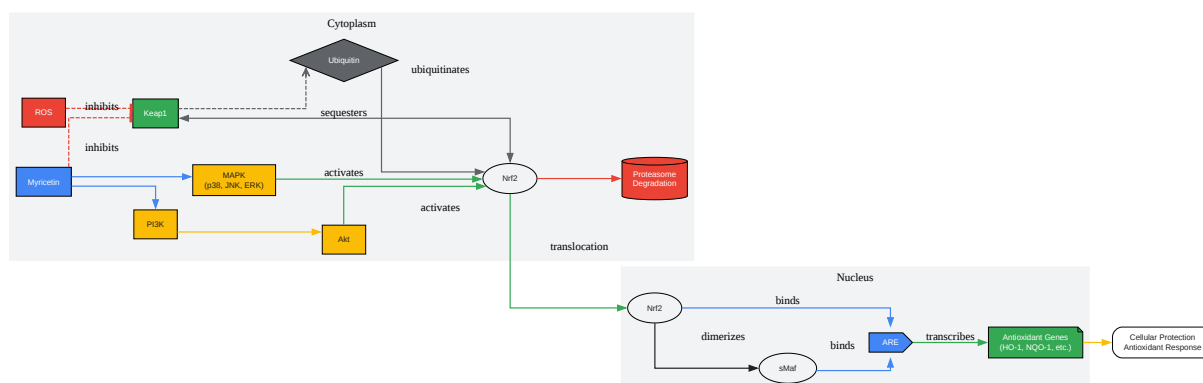 Cytoplasm
Ubiquitin
ubiquitinates
ROS
inhibits
Keap1
sequesters
inhibits
Myricetin
MAPK
(p38, JNK, ERK)
activates
Nrf2
Proteasome
Degradation
activates
PI3K
Akt
translocation
Nucleus
Nrf2
binds
dimerizes
binds
ARE
transcribes
Antioxidant Genes
(HO-1, NQO-1, etc.)
Cellular Protection
Antioxidant Response
sMaf